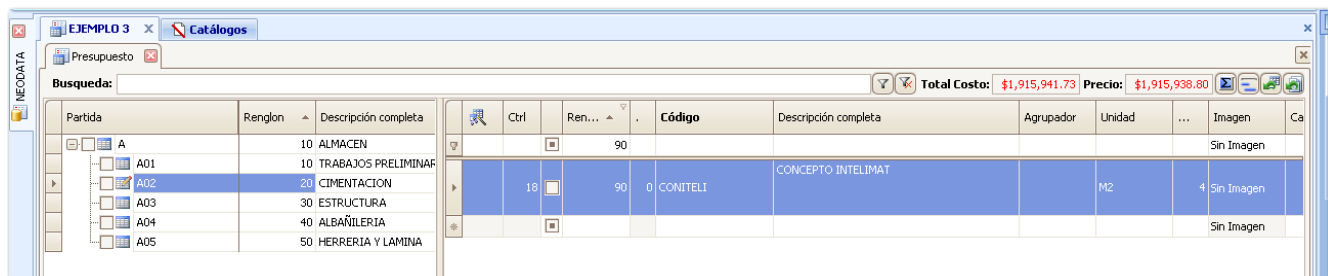 EJEMPLO 3 X Catálogos
NEODATA
Presupuesto
Busqueda: Total Costo: $1,915,941.73 Precio: $1,915,938.80
Partida Renglon Descripción completa Ctrl Ren... . Código Descripción completa Agrupador Unidad ... Imagen Ca
A 10 ALMACEN 90 Sin Imagen
A01 10 TRABAJOS PRELIMINAR
A02 20 CIMENTACION 18 90 0 CONITELI CONCEPTO INTELIMAT M2 4 Sin Imagen
A03 30 ESTRUCTURA
A04 40 ALBAÑILERIA Sin Imagen
A05 50 HERRERIA Y LAMINA